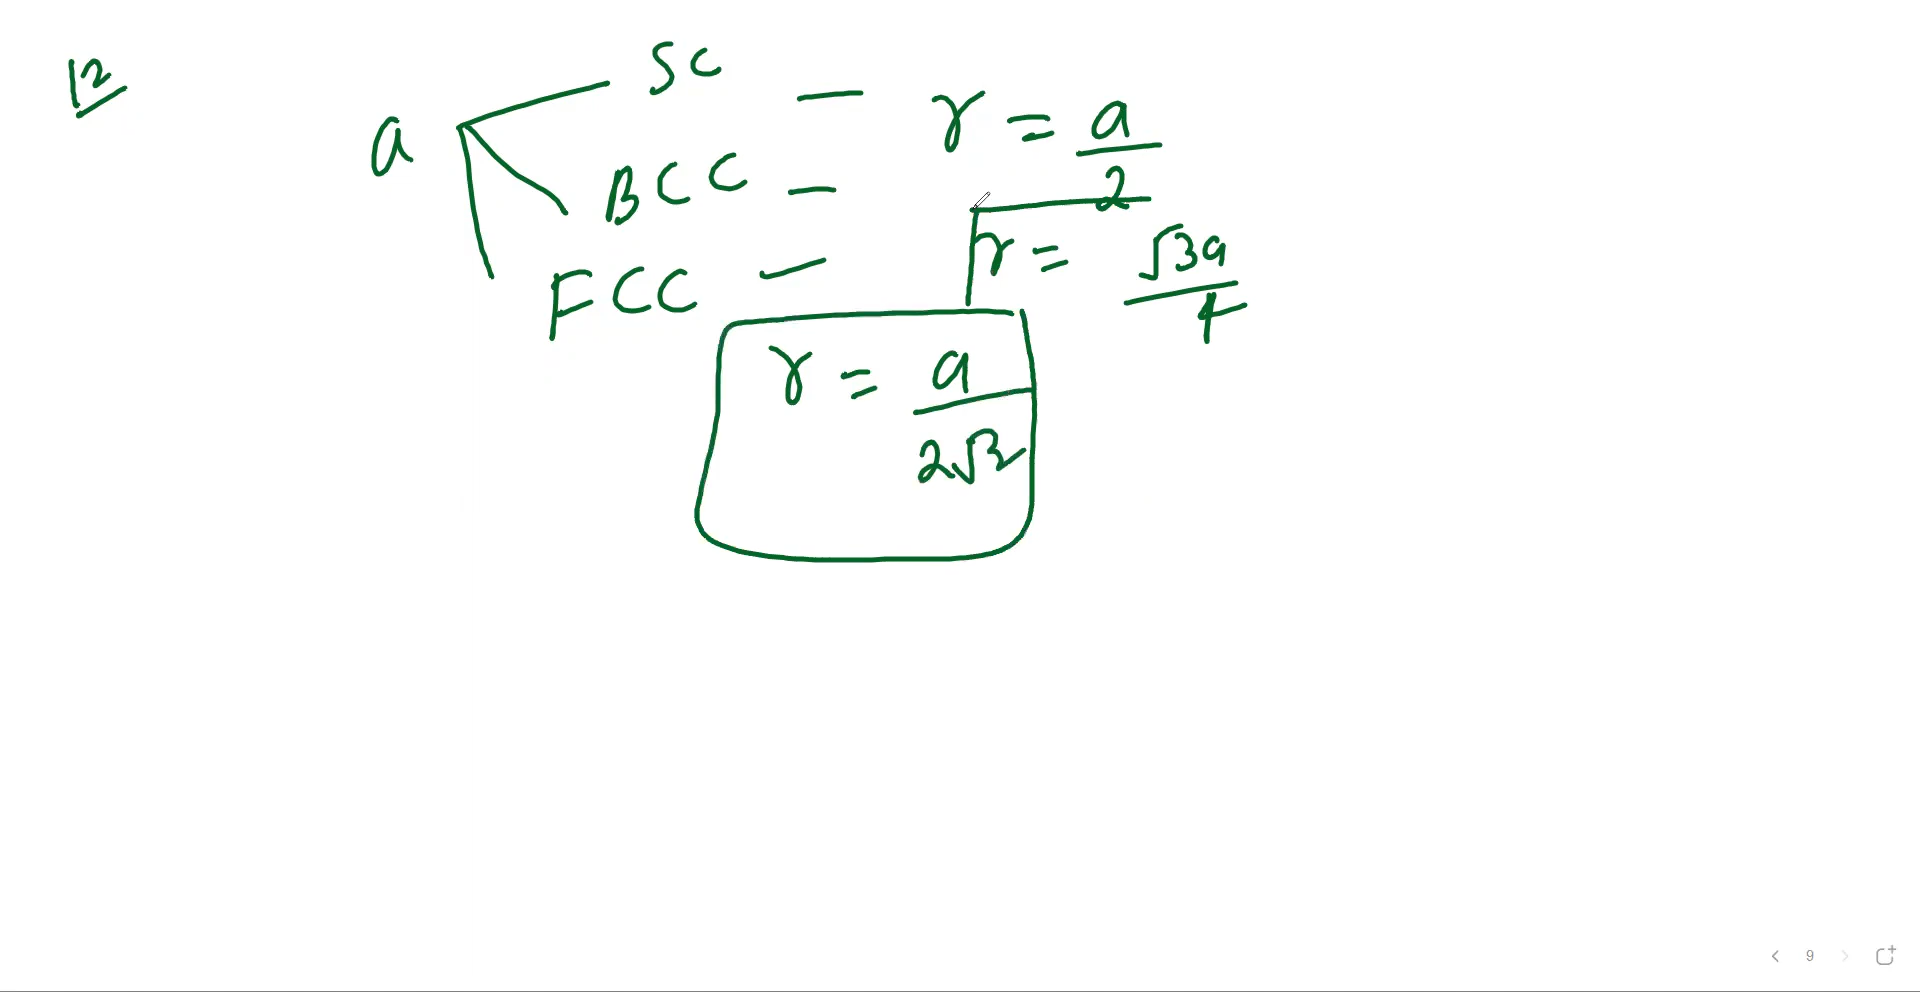 12
a
SC — r = a/2
BCC — r = √3a/4
FCC — r = a/2√2
9